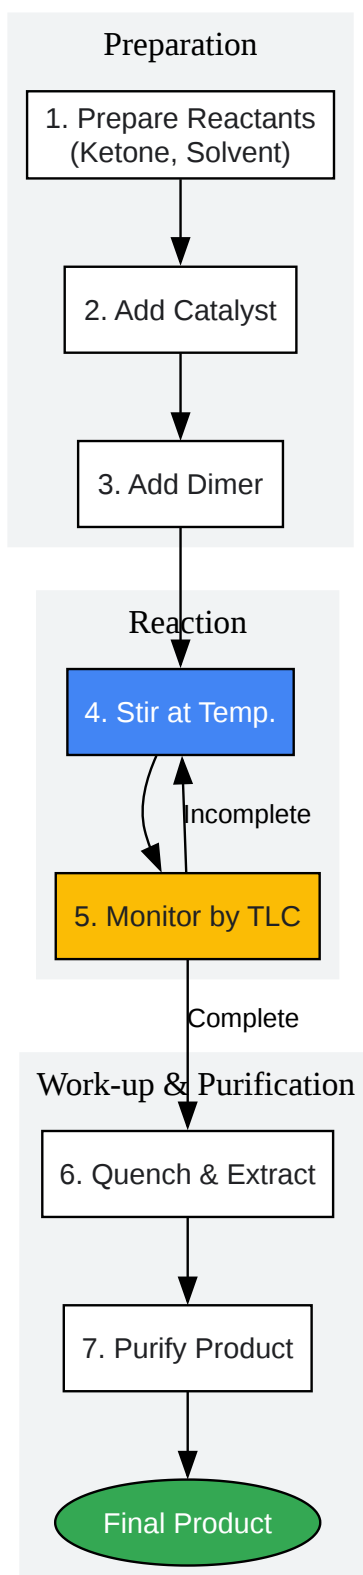 Preparation
1. Prepare Reactants
(Ketone, Solvent)
2. Add Catalyst
3. Add Dimer
Reaction
4. Stir at Temp.
Incomplete
5. Monitor by TLC
Complete
Work-up & Purification
6. Quench & Extract
7. Purify Product
Final Product